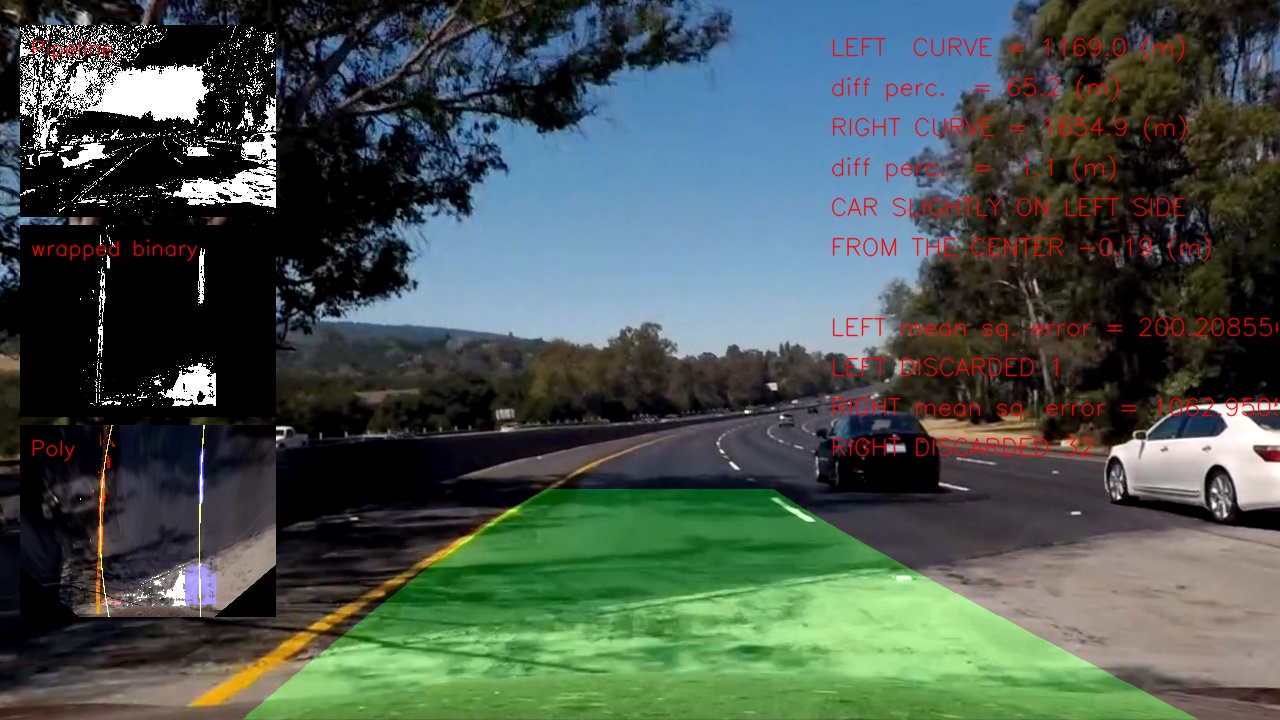 Pipeline
wrapped binary
Poly
LEFT CURVE = 1169.0 (m)
diff perc. = 65.2 (m)
RIGHT CURVE = 1654.9 (m)
diff perc. = 1.1 (m)
CAR SLIGHTLY ON LEFT SIDE
FROM THE CENTER -0.19 (m)
LEFT mean sq. error = 200.20855
LEFT DISCARDED 1
RIGHT mean sq. error = 1062.950
RIGHT DISCARDED 32